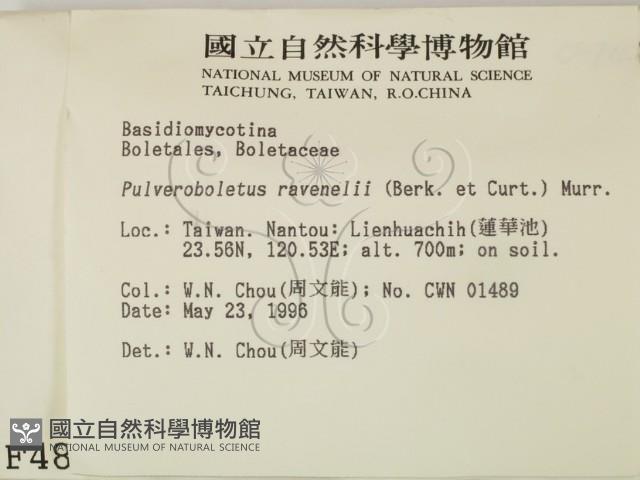 國立自然科學博物館
NATIONAL MUSEUM OF NATURAL SCIENCE
TAICHUNG, TAIWAN, R.O.CHINA
Basidiomycotina
Boletales, Boletaceae
Pulveroboletus ravenelii (Berk. et Curt.) Murr.
Loc.: Taiwan. Nantou: Lienhuachih(蓮華池)
23.56N, 120.53E; alt. 700m; on soil.
Col.: W.N. Chou(周文能); No. CWN 01489
Date: May 23, 1996
Det.: W.N. Chou(周文能)
國立自然科學博物館
NATIONAL MUSEUM OF NATURAL SCIENCE
F48